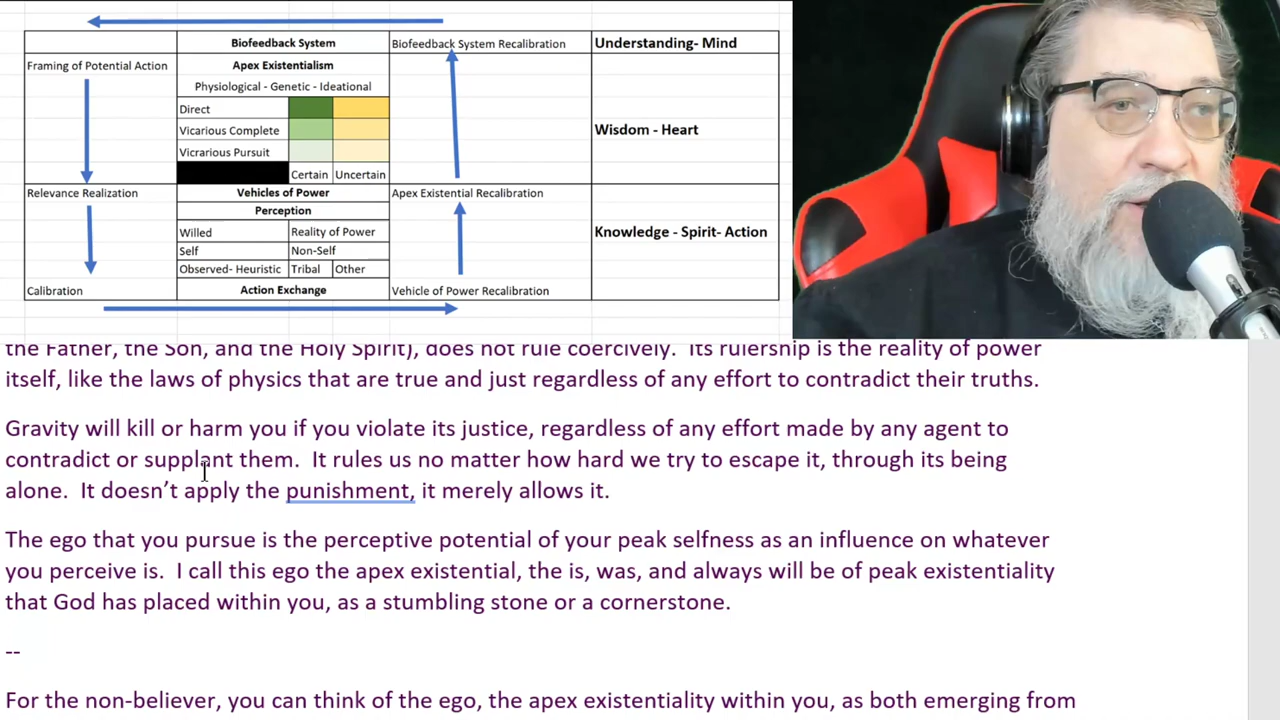 Biofeedback System
Biofeedback System Recalibration
Understanding- Mind
Framing of Potential Action
Apex Existentialism
Physiological - Genetic - Ideational
Direct
Vicarious Complete
Wisdom - Heart
Vicrarious Pursuit
Certain
Uncertain
Relevance Realization
Vehicles of Power
Apex Existential Recalibration
Perception
Willed
Reality of Power
Knowledge - Spirit- Action
Self
Non-Self
Observed- Heuristic
Tribal
Other
Calibration
Action Exchange
Vehicle of Power Recalibration
the Father, the Son, and the Holy Spirit), does not rule coercively. Its rulership is the reality of power
itself, like the laws of physics that are true and just regardless of any effort to contradict their truths.
Gravity will kill or harm you if you violate its justice, regardless of any effort made by any agent to
contradict or supplant them. It rules us no matter how hard we try to escape it, through its being
alone. It doesn't apply the punishment, it merely allows it.
The ego that you pursue is the perceptive potential of your peak selfness as an influence on whatever
you perceive is. I call this ego the apex existential, the is, was, and always will be of peak existentiality
that God has placed within you, as a stumbling stone or a cornerstone.
--
For the non-believer, you can think of the ego, the apex existentiality within you, as both emerging from